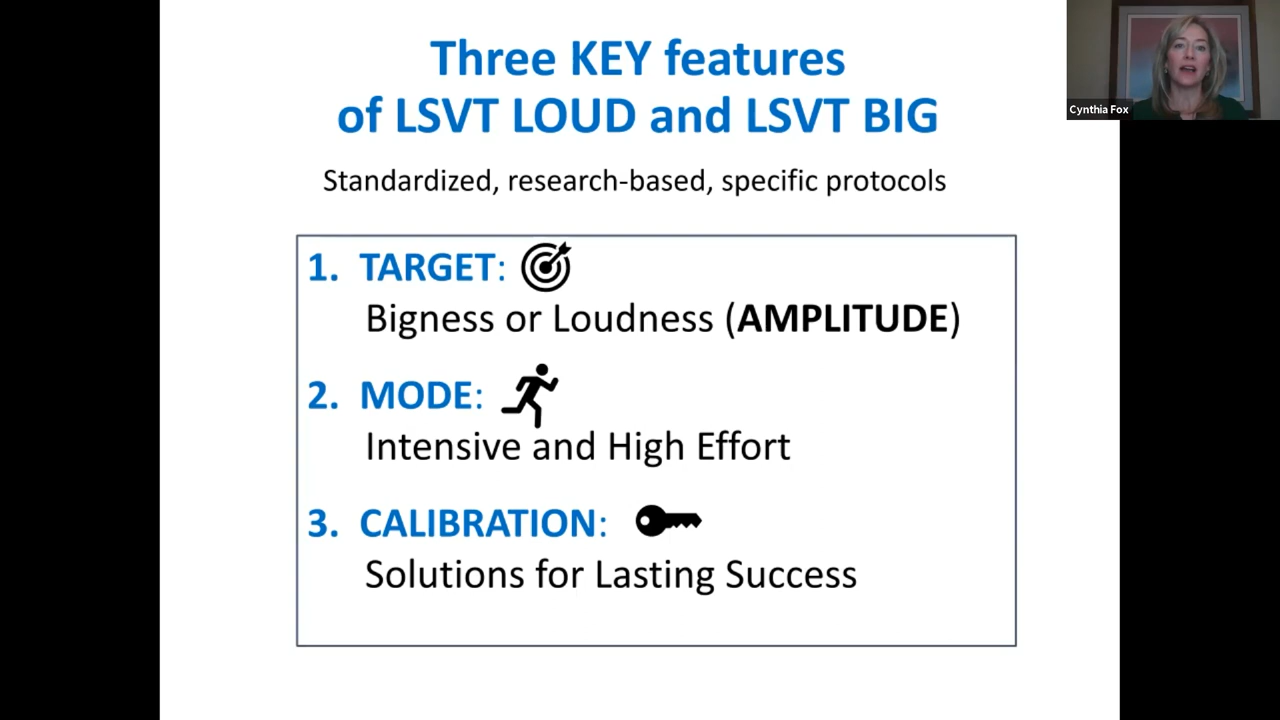 Three KEY features
of LSVT LOUD and LSVT BIG
Standardized, research-based, specific protocols
1. TARGET:
Bigness or Loudness (AMPLITUDE)
2. MODE:
Intensive and High Effort
3. CALIBRATION:
Solutions for Lasting Success
Cynthia Fox